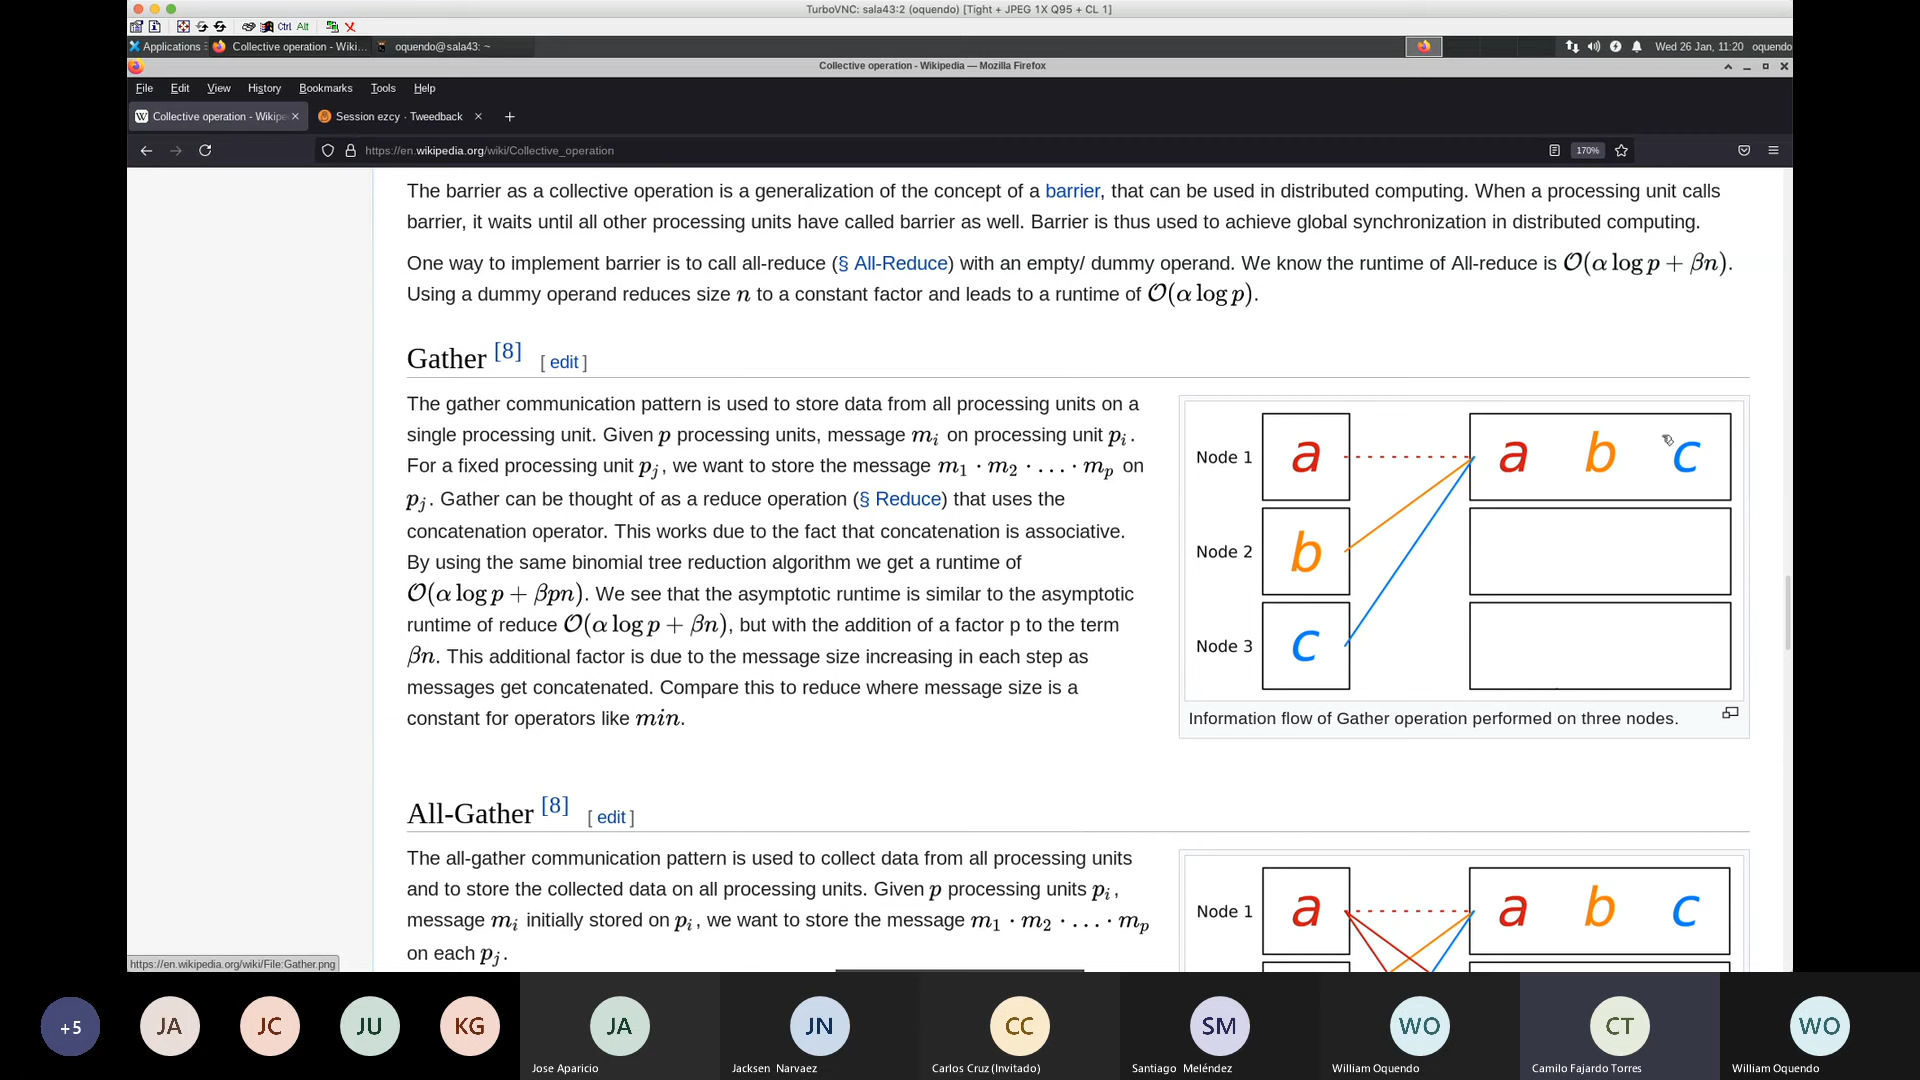 TurboVNC: sala43:2 (oquendo) [Tight + JPEG 1X Q95 + CL 1]
Ctrl Alt
Applications Collective operation - Wiki... oquendo@sala43: ~ Wed 26 Jan, 11:20 oquendo
Collective operation - Wikipedia — Mozilla Firefox
File Edit View History Bookmarks Tools Help
W Collective operation - Wikipe Session ezcy · Tweedback
https://en.wikipedia.org/wiki/Collective_operation 170%
The barrier as a collective operation is a generalization of the concept of a barrier, that can be used in distributed computing. When a processing unit calls
barrier, it waits until all other processing units have called barrier as well. Barrier is thus used to achieve global synchronization in distributed computing.
One way to implement barrier is to call all-reduce (§ All-Reduce) with an empty/ dummy operand. We know the runtime of All-reduce is 𝒪(α log p + βn).
Using a dummy operand reduces size n to a constant factor and leads to a runtime of 𝒪(α log p).
Gather [8] [ edit ]
The gather communication pattern is used to store data from all processing units on a
single processing unit. Given p processing units, message m_i on processing unit p_i.
For a fixed processing unit p_j, we want to store the message m_1 · m_2 · … · m_p on
p_j. Gather can be thought of as a reduce operation (§ Reduce) that uses the
concatenation operator. This works due to the fact that concatenation is associative.
By using the same binomial tree reduction algorithm we get a runtime of
𝒪(α log p + βpn). We see that the asymptotic runtime is similar to the asymptotic
runtime of reduce 𝒪(α log p + βn), but with the addition of a factor p to the term
βn. This additional factor is due to the message size increasing in each step as
messages get concatenated. Compare this to reduce where message size is a
constant for operators like min.
Node 1 a a b c
Node 2 b
Node 3 c
Information flow of Gather operation performed on three nodes.
All-Gather [8] [ edit ]
The all-gather communication pattern is used to collect data from all processing units
and to store the collected data on all processing units. Given p processing units p_i,
message m_i initially stored on p_i, we want to store the message m_1 · m_2 · … · m_p
on each p_j.
Node 1 a a b c
https://en.wikipedia.org/wiki/File:Gather.png
+5 JA JC JU KG JA JN CC SM WO CT WO
Jose Aparicio Jacksen Narvaez Carlos Cruz (Invitado) Santiago Meléndez William Oquendo Camilo Fajardo Torres William Oquendo